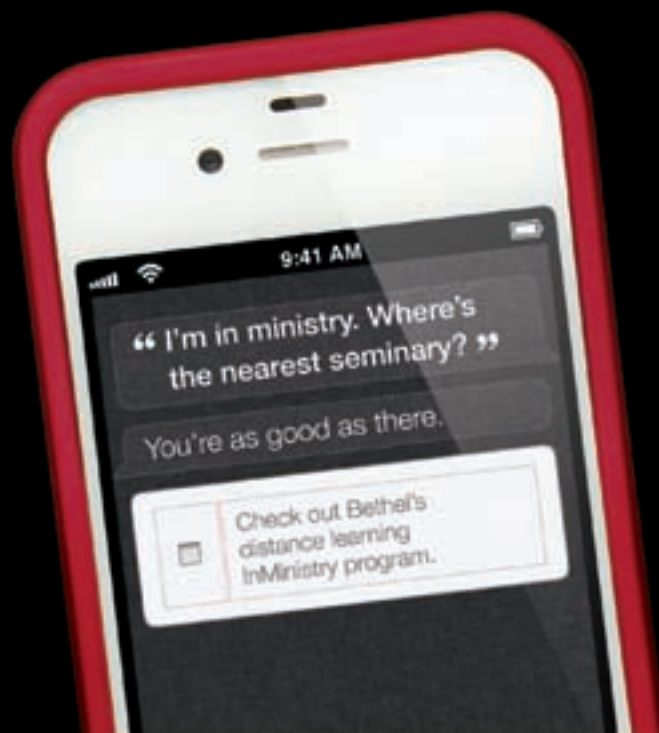 9:41 AM
“ I'm in ministry. Where's
the nearest seminary? ”
You're as good as there.
Check out Bethel's
distance learning
InMinistry program.